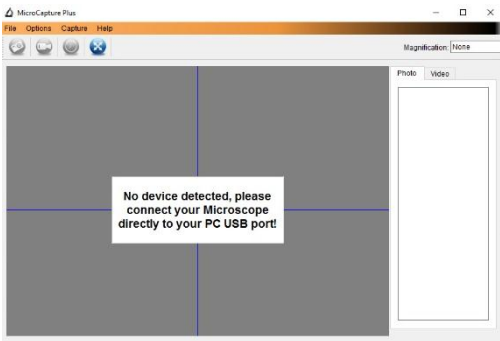 MicroCapture Plus
File Options Capture Help
Magnification: None
Photo Video
No device detected, please
connect your Microscope
directly to your PC USB port!